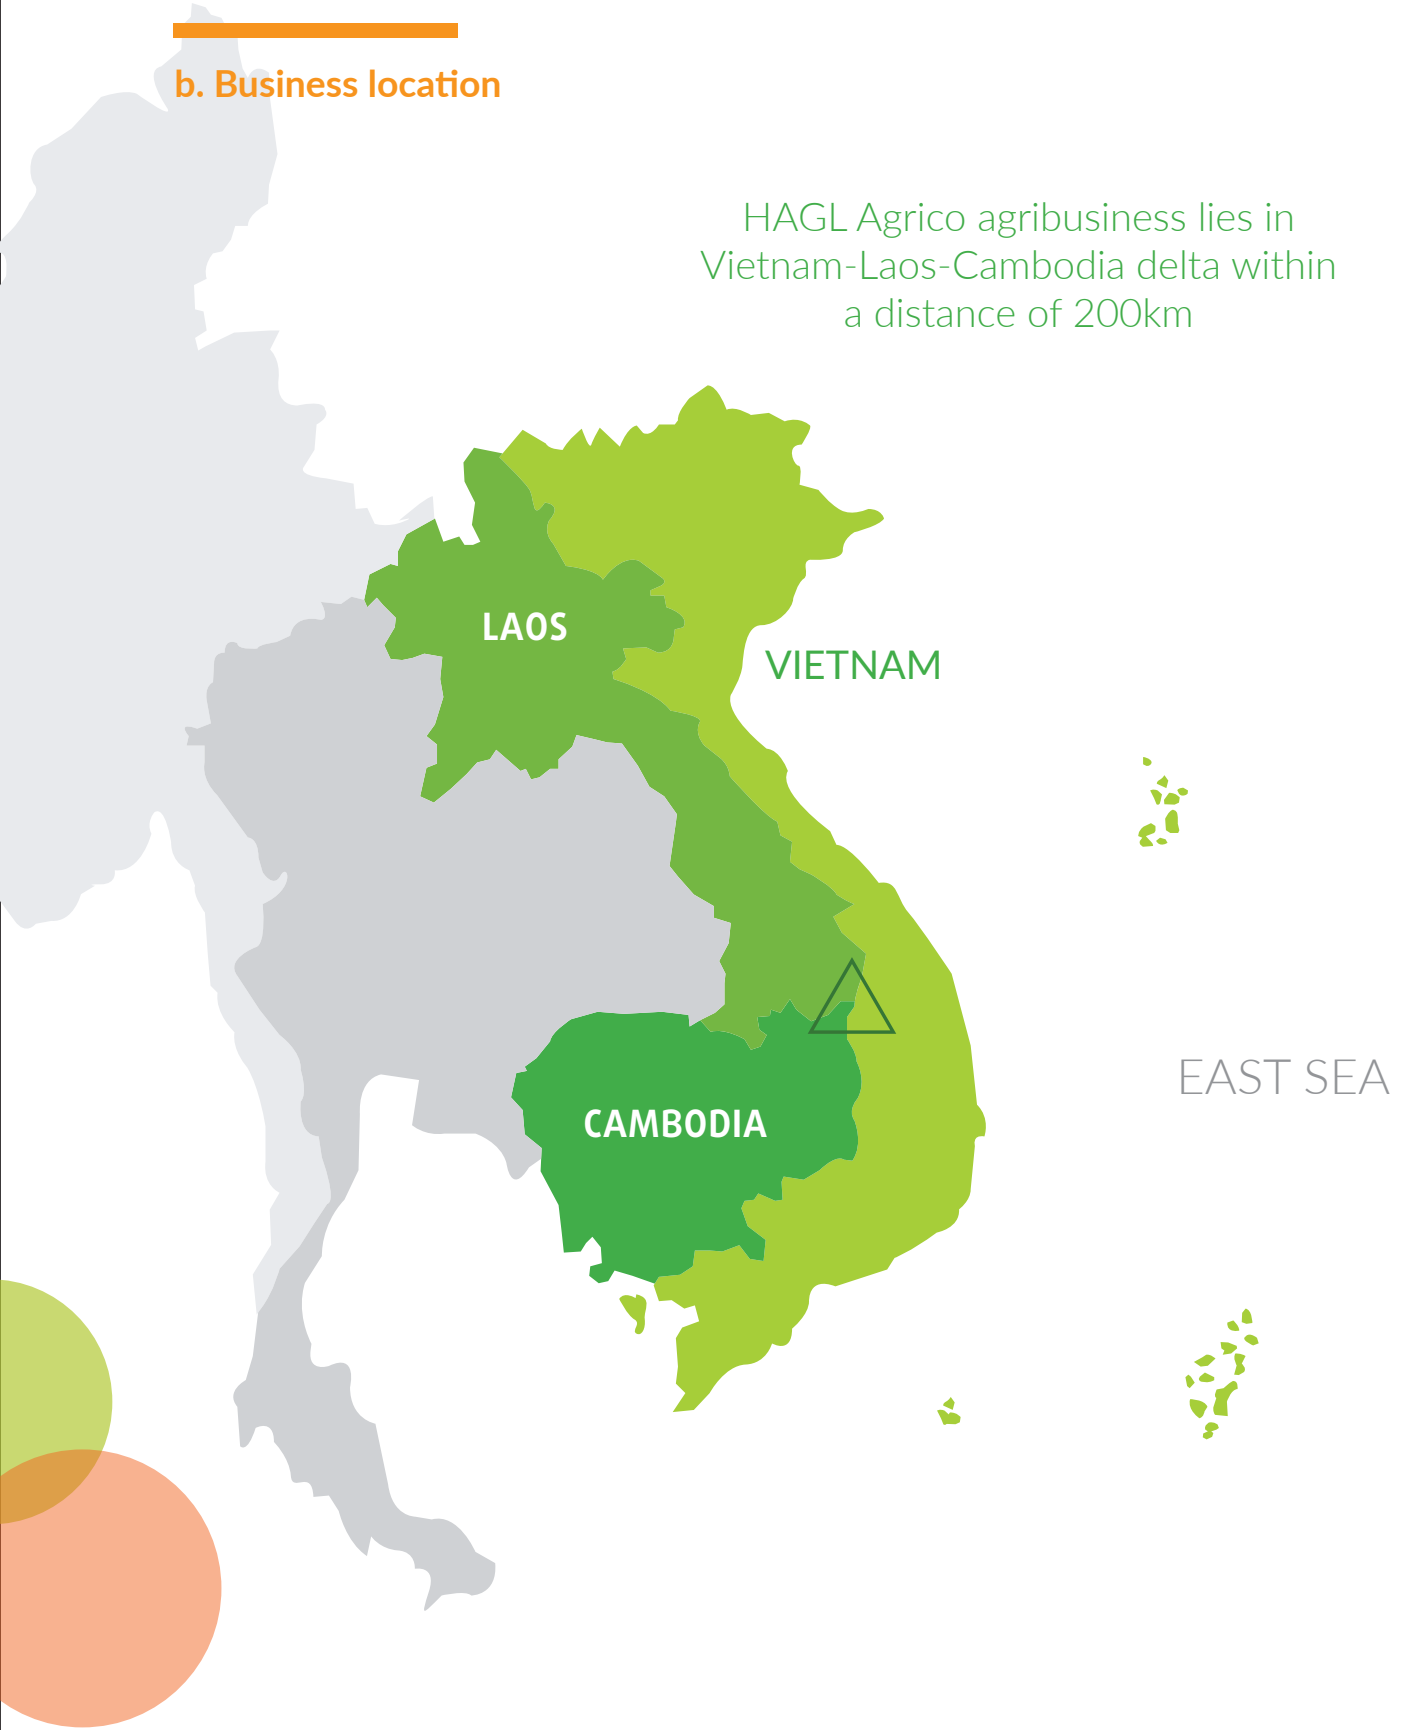 b. Business location
HAGL Agrico agribusiness lies in
Vietnam-Laos-Cambodia delta within
a distance of 200km
LAOS
VIETNAM
EAST SEA
CAMBODIA